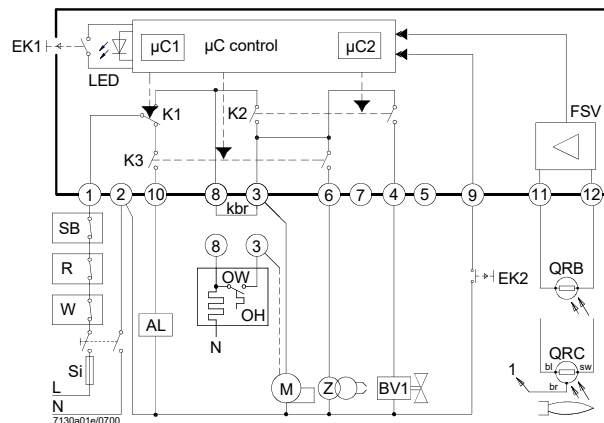 EK1
LED
µC1
µC control
µC2
K1
K2
K3
FSV
1
2
10
8
3
6
7
4
5
9
11
12
kbr
SB
R
W
Si
L
N
7130a01e/0700
AL
8
3
OW
OH
N
M
Z
BV1
EK2
QRB
QRC
bl
sw
br
1